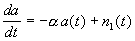 da/dt = −α a(t) + n₁(t)